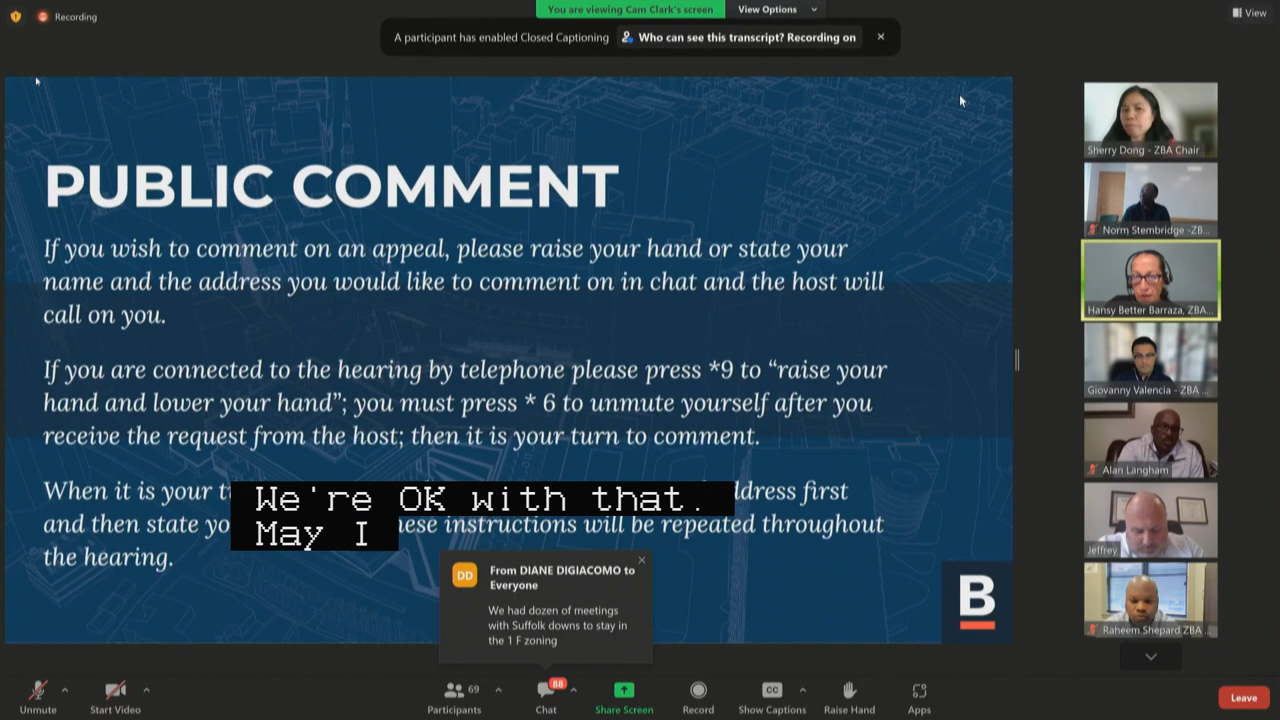 Recording
You are viewing Cam Clark's screen
View Options
View
A participant has enabled Closed Captioning
Who can see this transcript? Recording on
PUBLIC COMMENT
If you wish to comment on an appeal, please raise your hand or state your
name and the address you would like to comment on in chat and the host will
call on you.
If you are connected to the hearing by telephone please press *9 to “raise your
hand and lower your hand”; you must press * 6 to unmute yourself after you
receive the request from the host; then it is your turn to comment.
When it is your
and then state
instructions will be repeated throughout
first
the hearing.
We're OK with that.
May I
DD
From DIANE DIGIACOMO to
Everyone
We had dozen of meetings
with Suffolk downs to stay in
the 1 F zoning
B
Sherry Dong - ZBA Chair
Norm Stembridge -ZB...
Hansy Better Barraza, ZBA...
Giovanny Valencia - ZBA ...
Alan Langham
Jeffrey
Raheem Shepard ZBA ...
Unmute
Start Video
69
Participants
88
Chat
Share Screen
Record
CC
Show Captions
Raise Hand
Apps
Leave